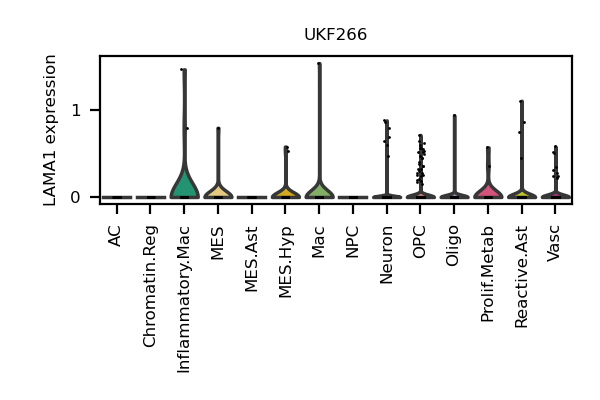 UKF266
LAMA1 expression
1
0
AC
Chromatin.Reg
Inflammatory.Mac
MES
MES.Ast
MES.Hyp
Mac
NPC
Neuron
OPC
Oligo
Prolif.Metab
Reactive.Ast
Vasc